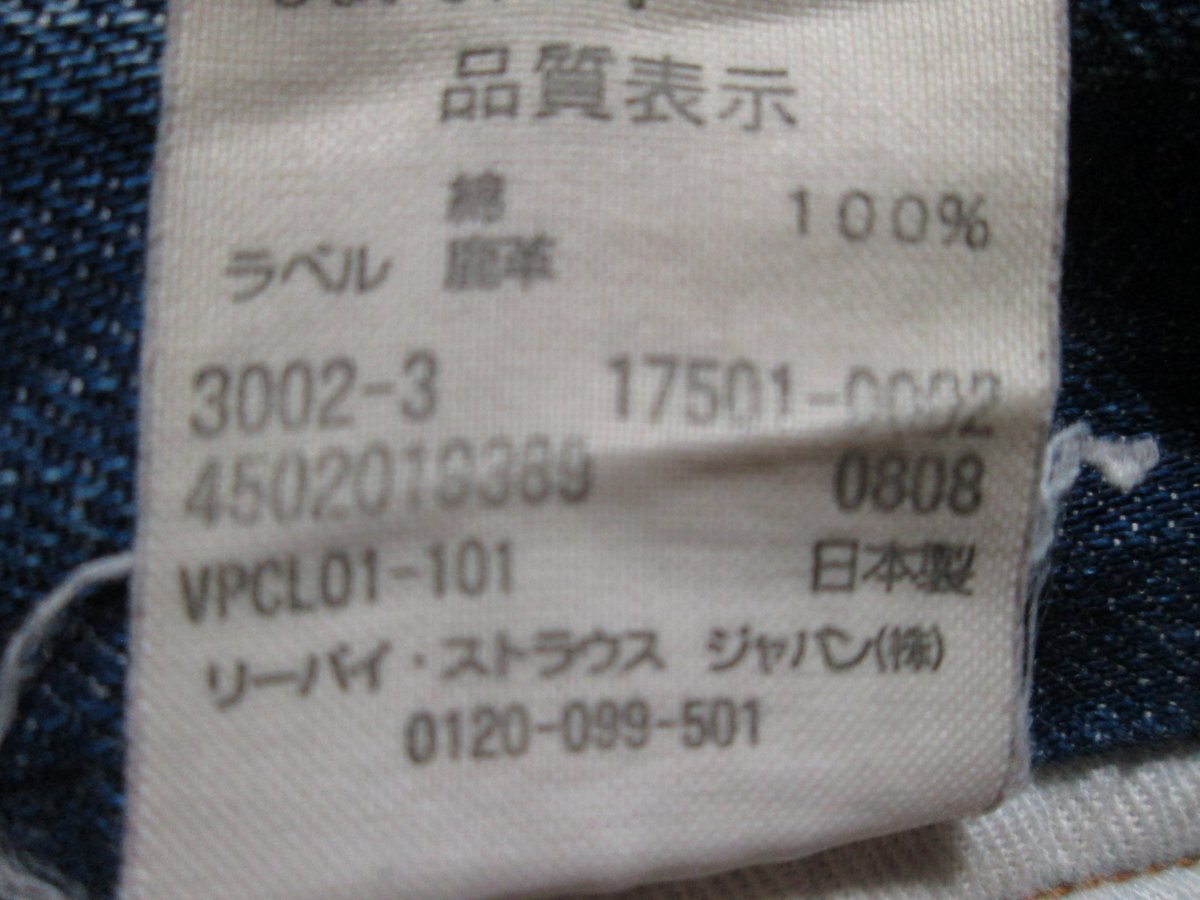 品質表示
綿 100%
ラベル 鹿革
3002-3 17501-0002
4502016389 0808
VPCL01-101 日本製
リーバイ・ストラウス ジャパン(株)
0120-099-501